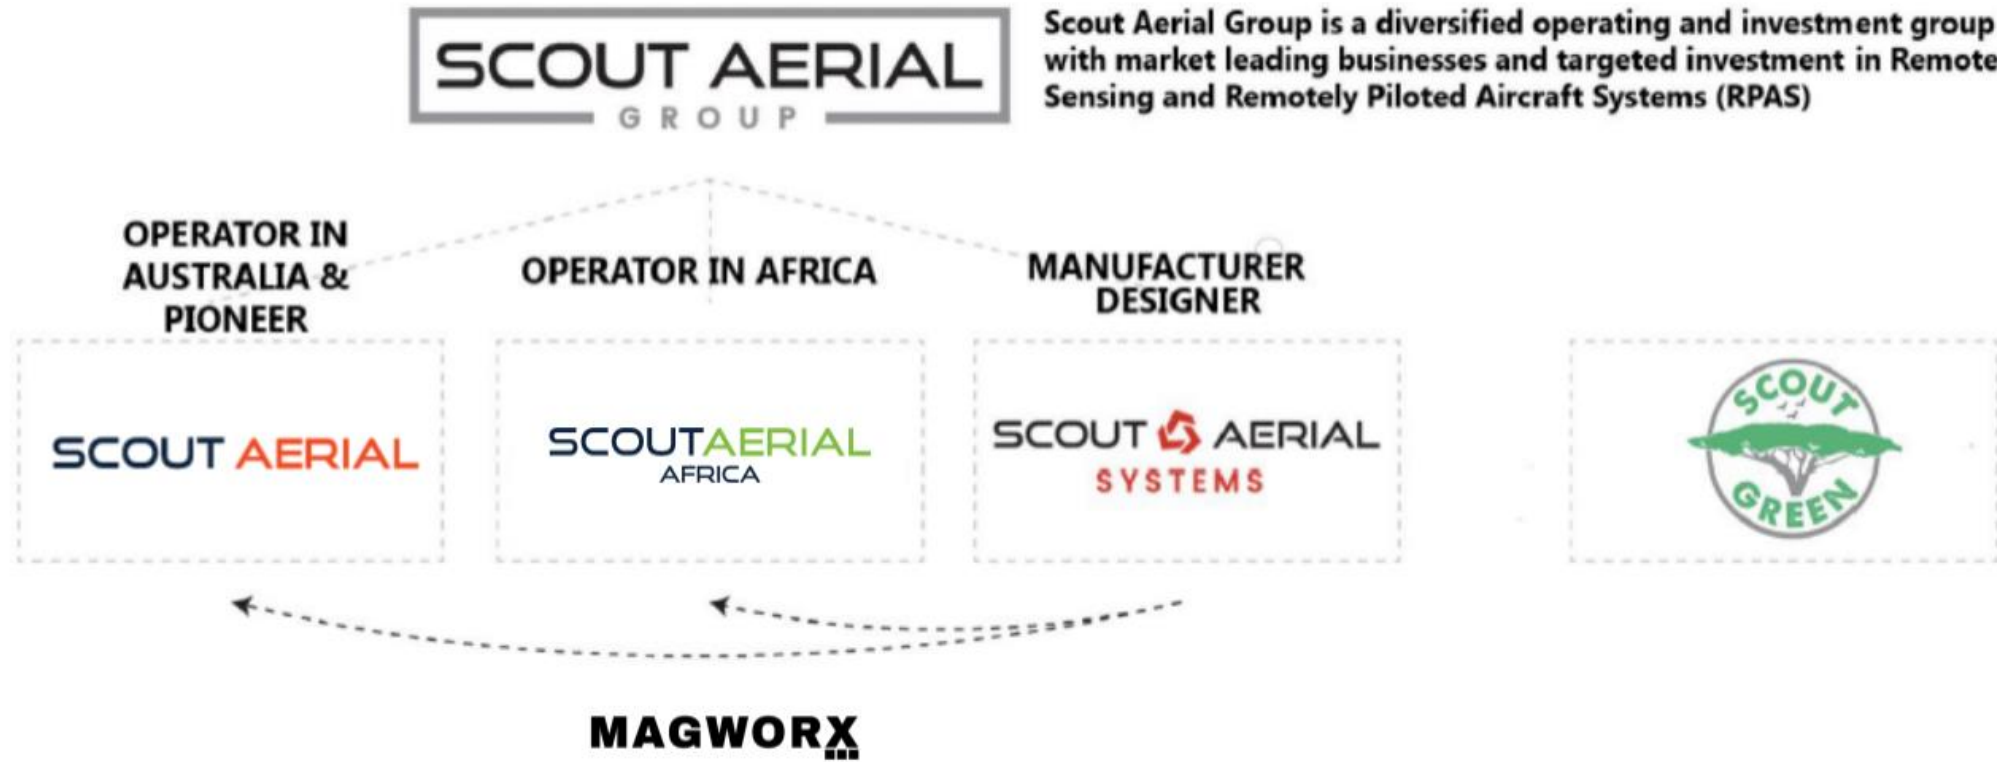 SCOUT AERIAL
GROUP
Scout Aerial Group is a diversified operating and investment group
with market leading businesses and targeted investment in Remote
Sensing and Remotely Piloted Aircraft Systems (RPAS)
OPERATOR IN
AUSTRALIA &
PIONEER
OPERATOR IN AFRICA
MANUFACTURER
DESIGNER
SCOUT AERIAL
SCOUTAERIAL
AFRICA
SCOUT AERIAL
SYSTEMS
SCOUT
GREEN
MAGWORX